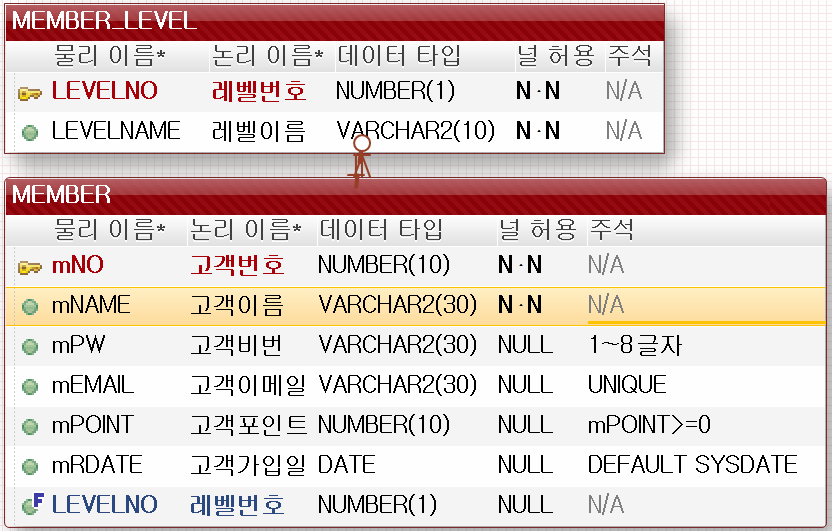 MEMBER_LEVEL
물리 이름* 논리 이름* 데이터 타입 널 허용 주석
LEVELNO 레벨번호 NUMBER(1) N·N N/A
LEVELNAME 레벨이름 VARCHAR2(10) N·N N/A
MEMBER
물리 이름* 논리 이름* 데이터 타입 널 허용 주석
mNO 고객번호 NUMBER(10) N·N N/A
mNAME 고객이름 VARCHAR2(30) N·N N/A
mPW 고객비번 VARCHAR2(30) NULL 1~8글자
mEMAIL 고객이메일 VARCHAR2(30) NULL UNIQUE
mPOINT 고객포인트 NUMBER(10) NULL mPOINT>=0
mRDATE 고객가입일 DATE NULL DEFAULT SYSDATE
F LEVELNO 레벨번호 NUMBER(1) NULL N/A